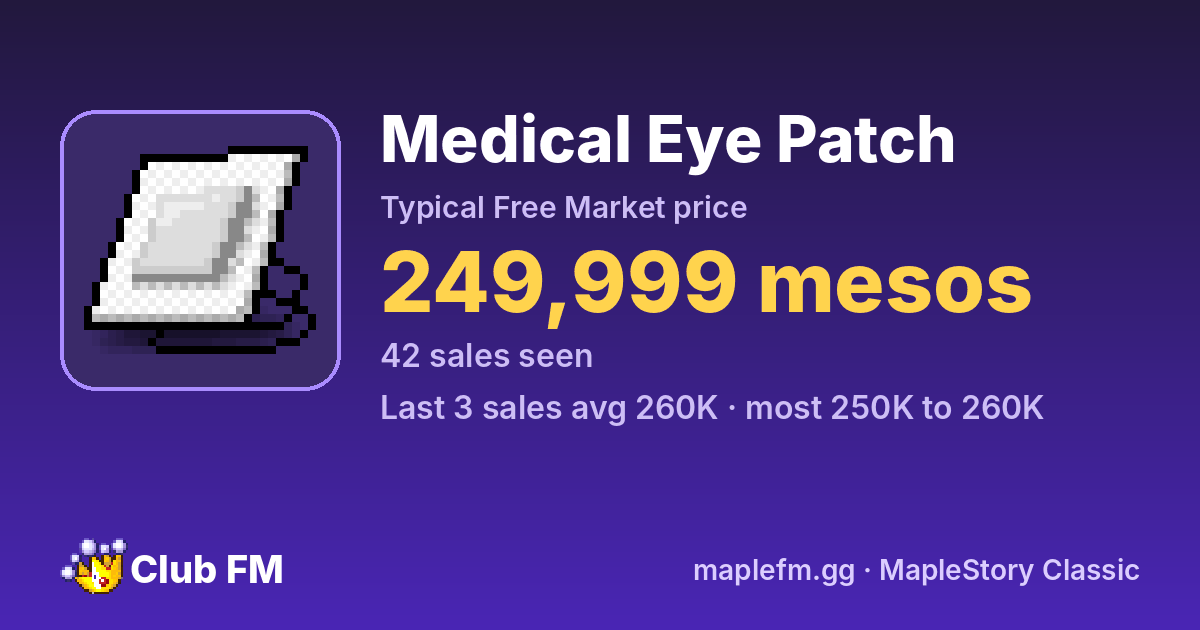 Medical Eye Patch
Typical Free Market price
249,999 mesos
42 sales seen
Last 3 sales avg 260K · most 250K to 260K
Club FM
maplefm.gg · MapleStory Classic